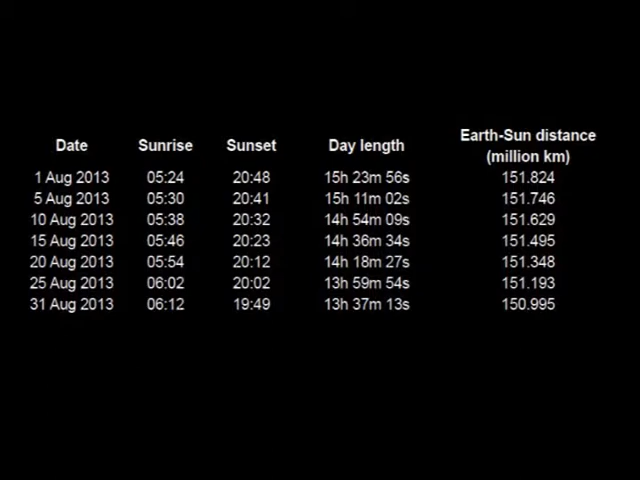 Date Sunrise Sunset Day length Earth-Sun distance (million km)
1 Aug 2013 05:24 20:48 15h 23m 56s 151.824
5 Aug 2013 05:30 20:41 15h 11m 02s 151.746
10 Aug 2013 05:38 20:32 14h 54m 09s 151.629
15 Aug 2013 05:46 20:23 14h 36m 34s 151.495
20 Aug 2013 05:54 20:12 14h 18m 27s 151.348
25 Aug 2013 06:02 20:02 13h 59m 54s 151.193
31 Aug 2013 06:12 19:49 13h 37m 13s 150.995